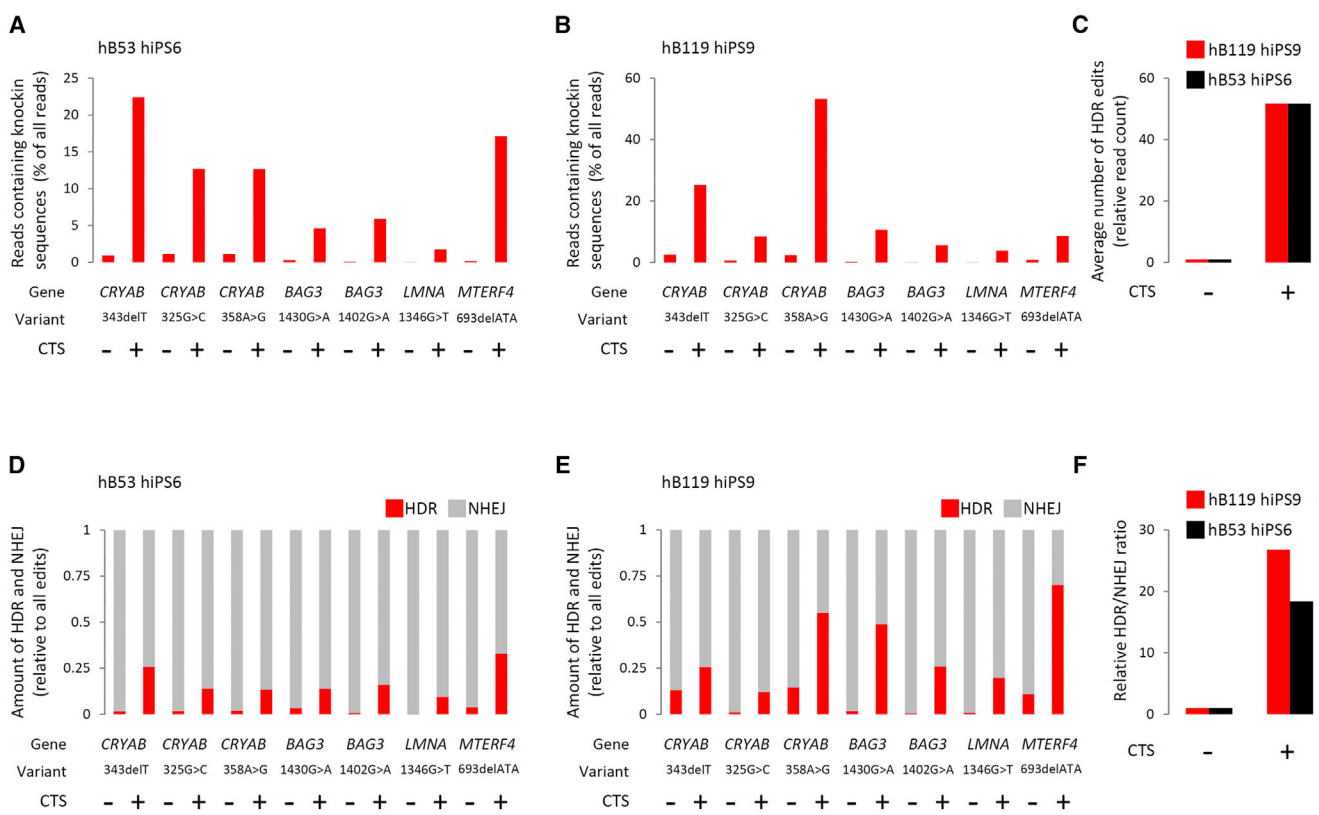 A
hB53 hiPS6
Reads containing knockin
sequences (% of all reads)
25
20
15
10
5
0
Gene CRYAB CRYAB CRYAB BAG3 BAG3 LMNA MTERF4
Variant 343delT 325G>C 358A>G 1430G>A 1402G>A 1346G>T 693delATA
CTS − + − + − + − + − + − + − +
B
hB119 hiPS9
Reads containing knockin
sequences (% of all reads)
60
40
20
0
Gene CRYAB CRYAB CRYAB BAG3 BAG3 LMNA MTERF4
Variant 343delT 325G>C 358A>G 1430G>A 1402G>A 1346G>T 693delATA
CTS − + − + − + − + − + − + − +
C
hB119 hiPS9
hB53 hiPS6
Average number of HDR edits
(relative read count)
60
40
20
0
CTS − +
D
hB53 hiPS6
HDR NHEJ
Amount of HDR and NHEJ
(relative to all edits)
1
0.75
0.5
0.25
0
Gene CRYAB CRYAB CRYAB BAG3 BAG3 LMNA MTERF4
Variant 343delT 325G>C 358A>G 1430G>A 1402G>A 1346G>T 693delATA
CTS − + − + − + − + − + − + − +
E
hB119 hiPS9
HDR NHEJ
Amount of HDR and NHEJ
(relative to all edits)
1
0.75
0.5
0.25
0
Gene CRYAB CRYAB CRYAB BAG3 BAG3 LMNA MTERF4
Variant 343delT 325G>C 358A>G 1430G>A 1402G>A 1346G>T 693delATA
CTS − + − + − + − + − + − + − +
F
hB119 hiPS9
hB53 hiPS6
Relative HDR/NHEJ ratio
30
20
10
0
CTS − +